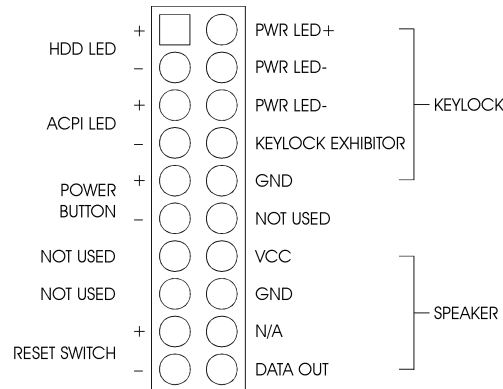 + PWR LED+
HDD LED
– PWR LED-
+ PWR LED-
KEYLOCK
ACPI LED
– KEYLOCK EXHIBITOR
+ GND
POWER
BUTTON
– NOT USED
NOT USED VCC
NOT USED GND
SPEAKER
+ N/A
RESET SWITCH
– DATA OUT